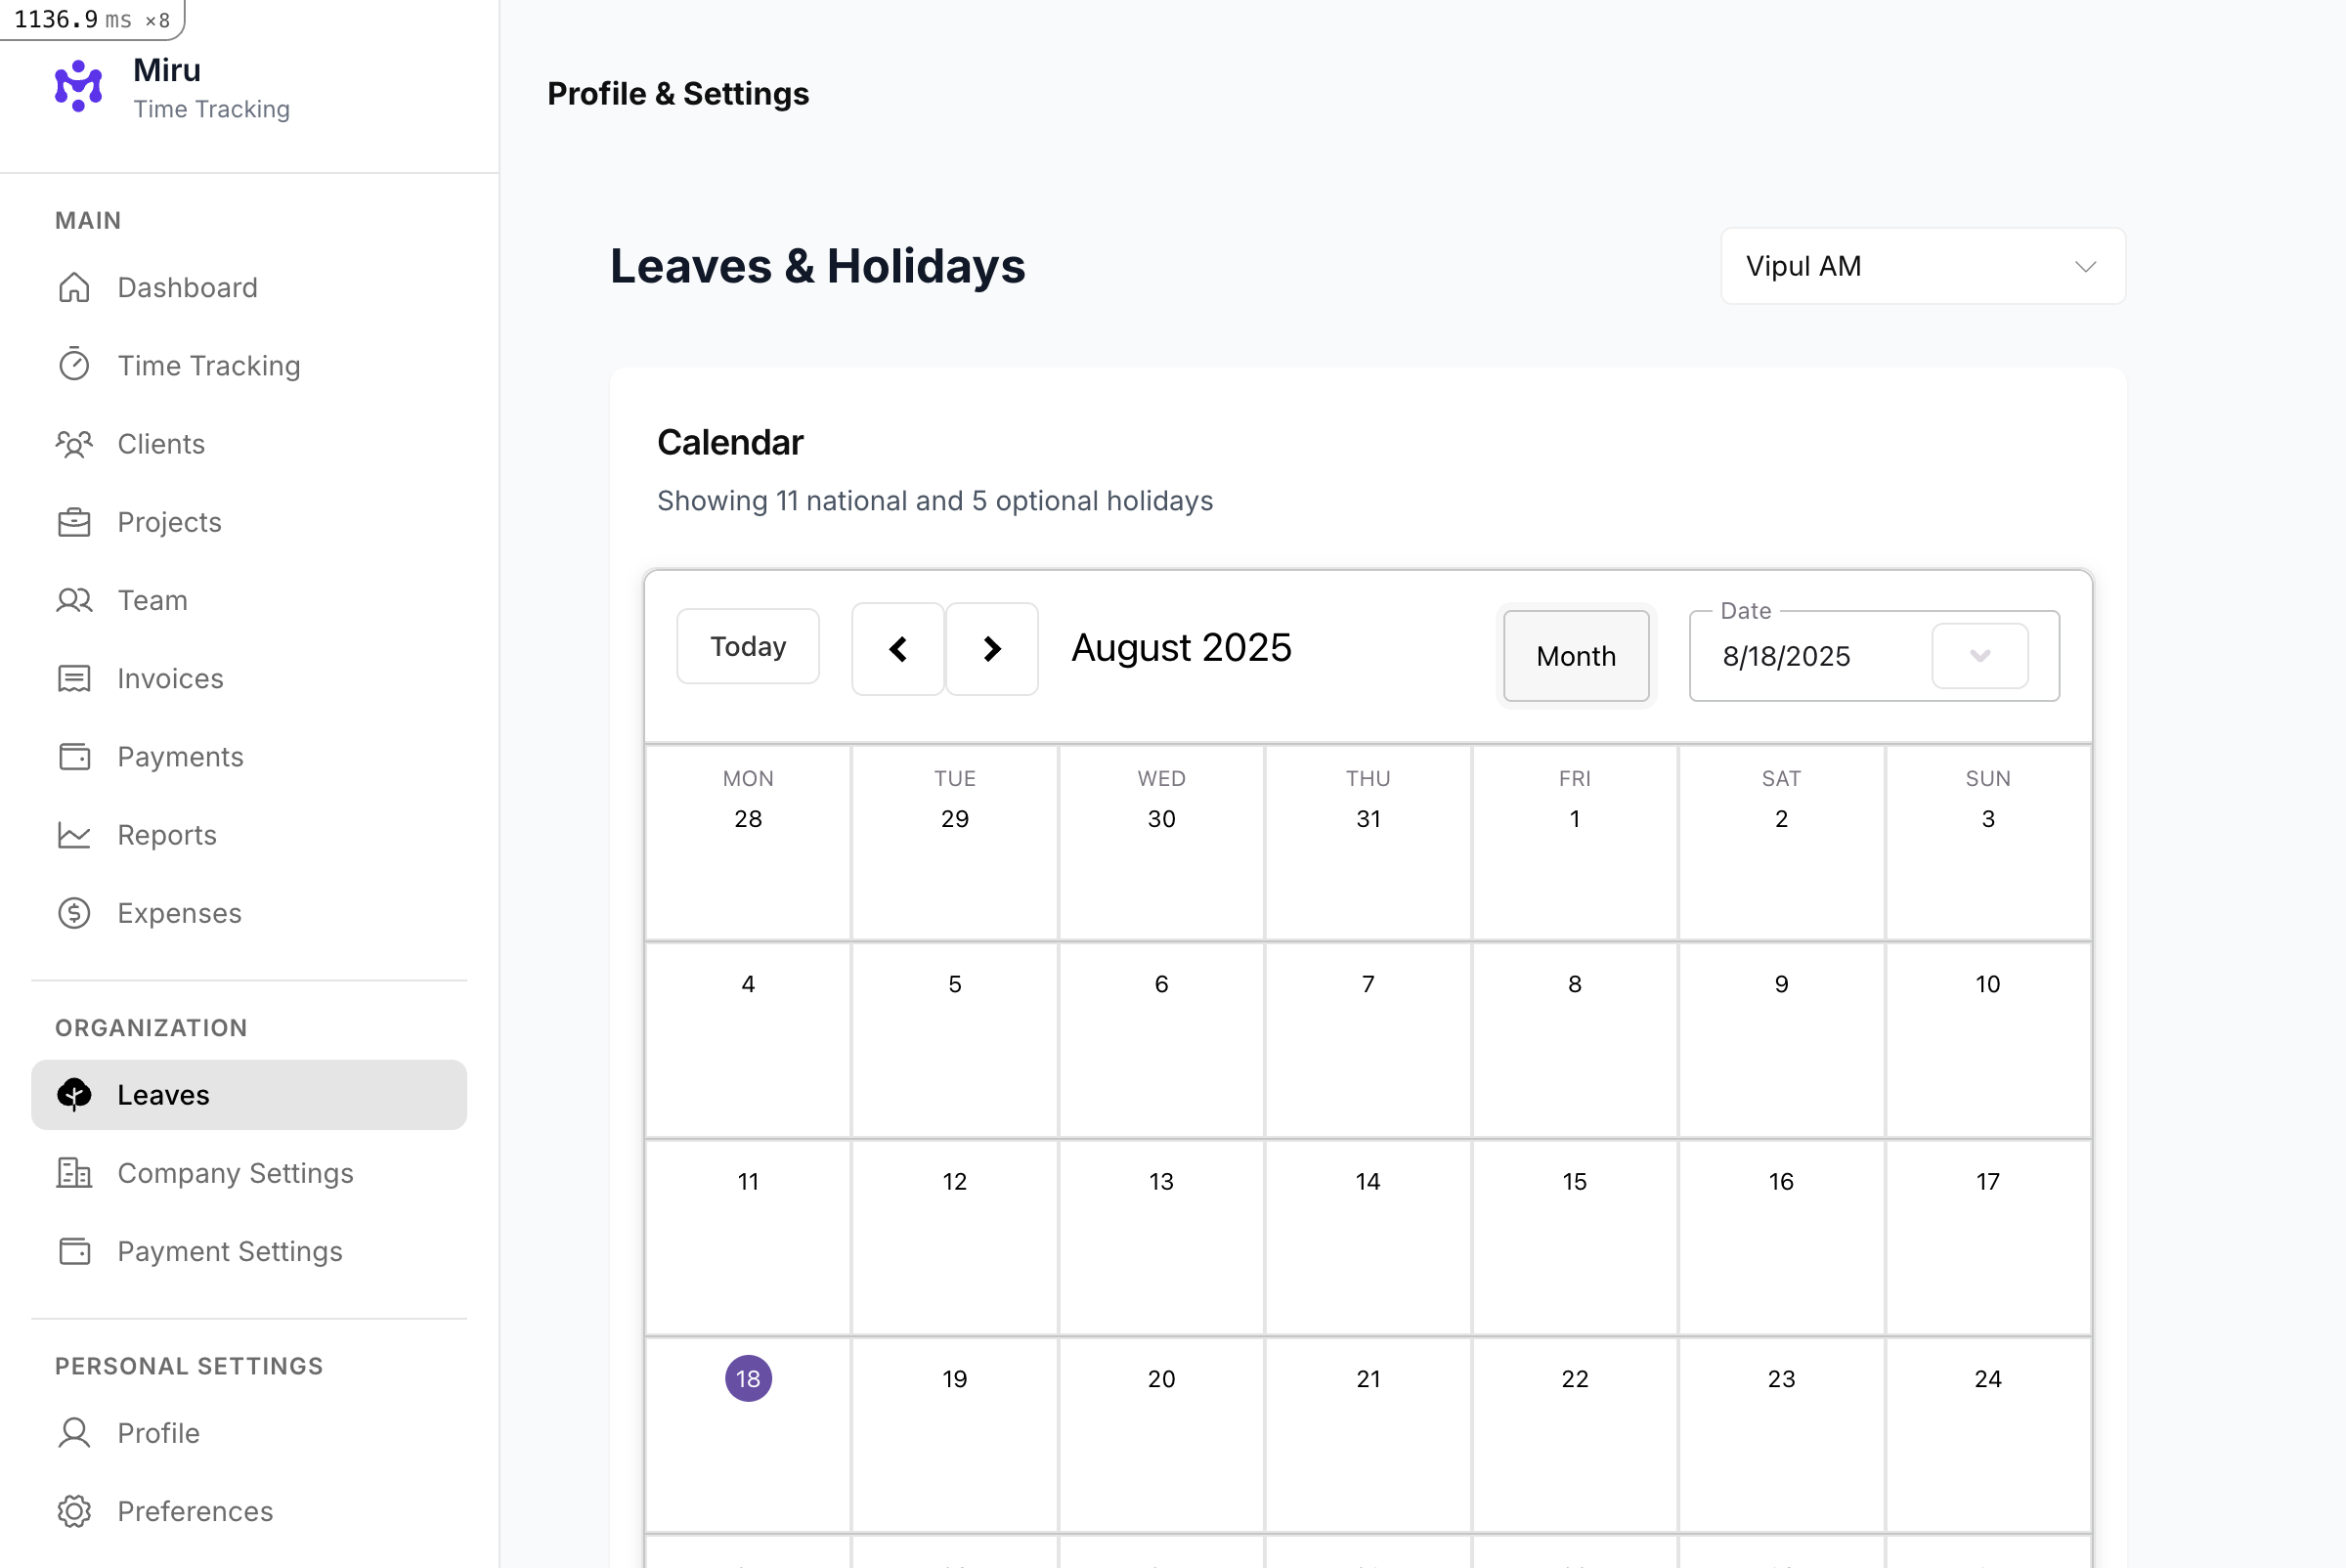 1136.9 ms ×8
Miru
Time Tracking
MAIN
Dashboard
Time Tracking
Clients
Projects
Team
Invoices
Payments
Reports
Expenses
ORGANIZATION
Leaves
Company Settings
Payment Settings
PERSONAL SETTINGS
Profile
Preferences
Profile & Settings
Leaves & Holidays
Vipul AM
Calendar
Showing 11 national and 5 optional holidays
Today
August 2025
Month
Date
8/18/2025
MON TUE WED THU FRI SAT SUN
28 29 30 31 1 2 3
4 5 6 7 8 9 10
11 12 13 14 15 16 17
18 19 20 21 22 23 24